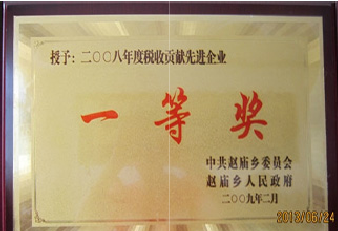 授予：二〇〇八年度税收贡献先进企业
一等奖
中共赵庙乡委员会
赵庙乡人民政府
二〇〇九年二月
2013/06/24